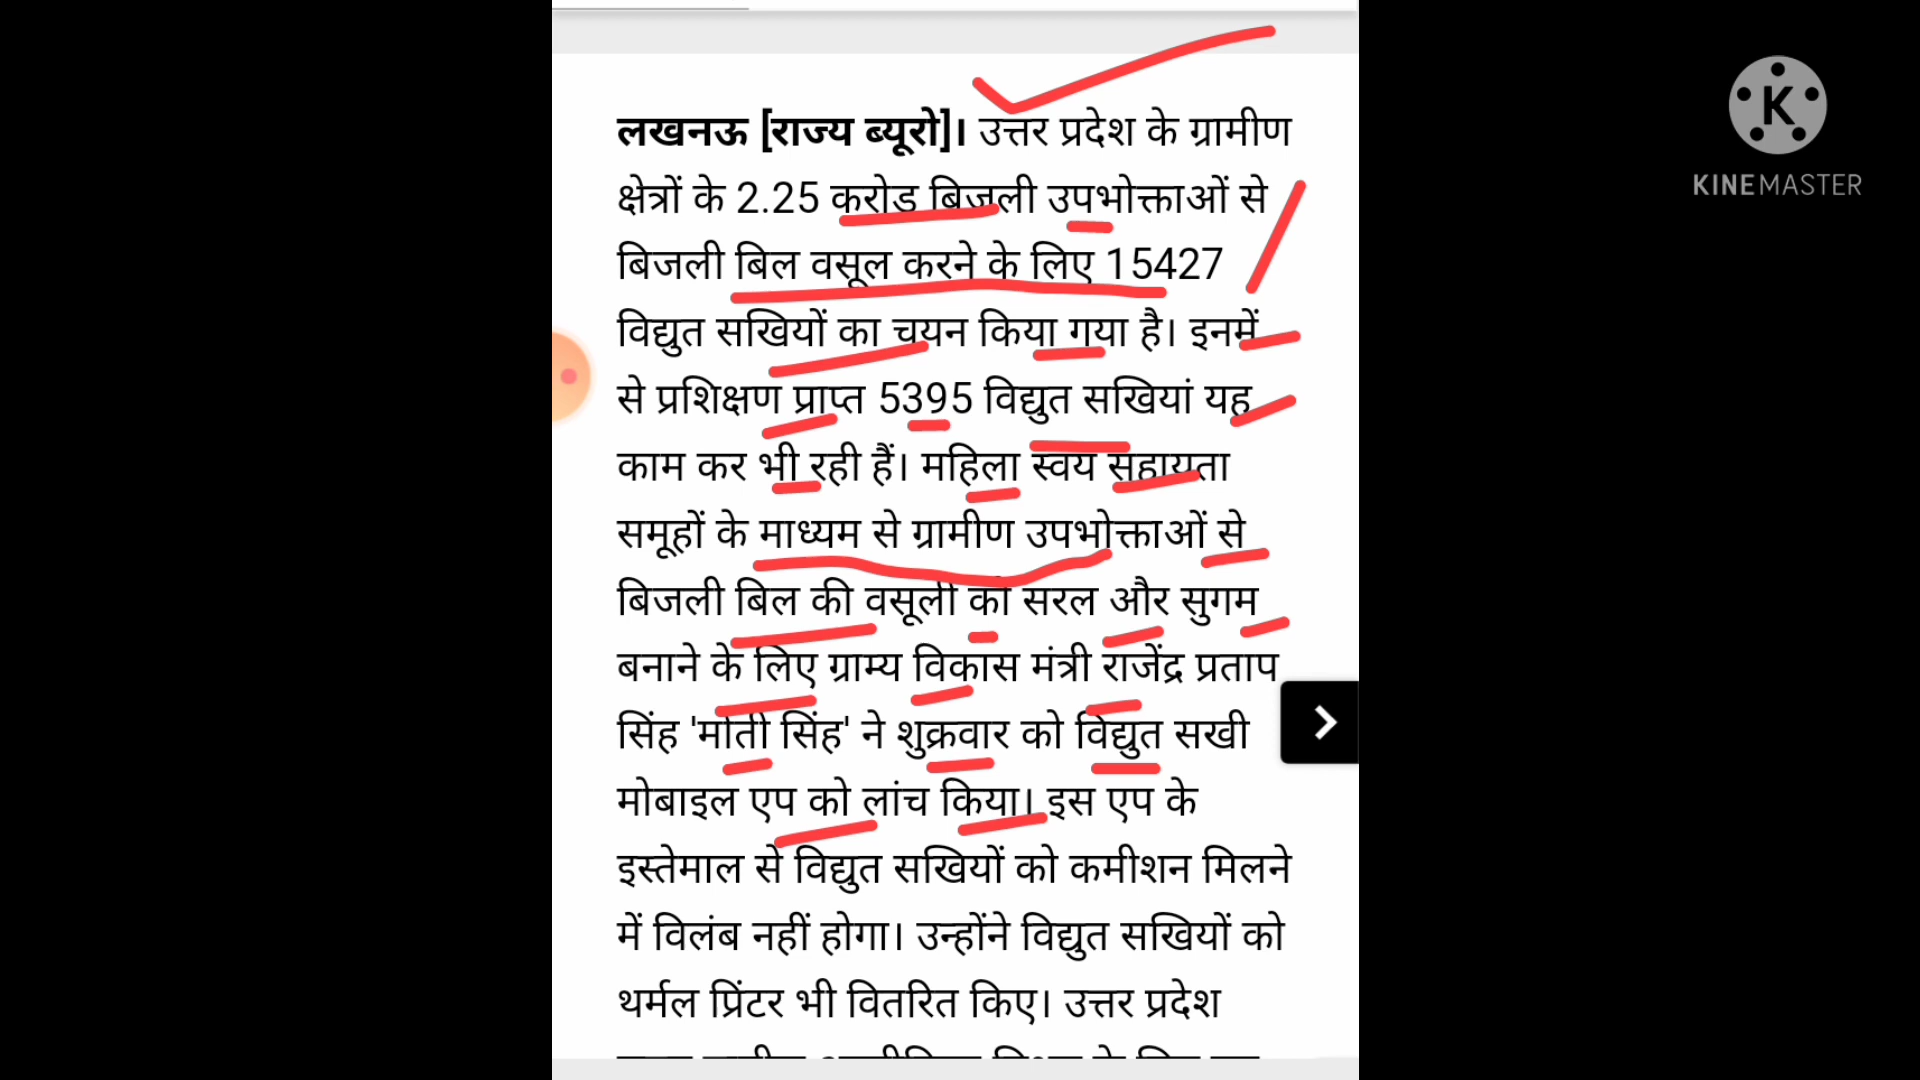 लखनऊ [राज्य ब्यूरो]। उत्तर प्रदेश के ग्रामीण
क्षेत्रों के 2.25 करोड़ बिजली उपभोक्ताओं से
बिजली बिल वसूल करने के लिए 15427
विद्युत सखियों का चयन किया गया है। इनमें
से प्रशिक्षण प्राप्त 5395 विद्युत सखियां यह
काम कर भी रही हैं। महिला स्वयं सहायता
समूहों के माध्यम से ग्रामीण उपभोक्ताओं से
बिजली बिल की वसूली को सरल और सुगम
बनाने के लिए ग्राम्य विकास मंत्री राजेंद्र प्रताप
सिंह 'मोती सिंह' ने शुक्रवार को विद्युत सखी
मोबाइल एप को लांच किया। इस एप के
इस्तेमाल से विद्युत सखियों को कमीशन मिलने
में विलंब नहीं होगा। उन्होंने विद्युत सखियों को
थर्मल प्रिंटर भी वितरित किए। उत्तर प्रदेश
K
KINEMASTER